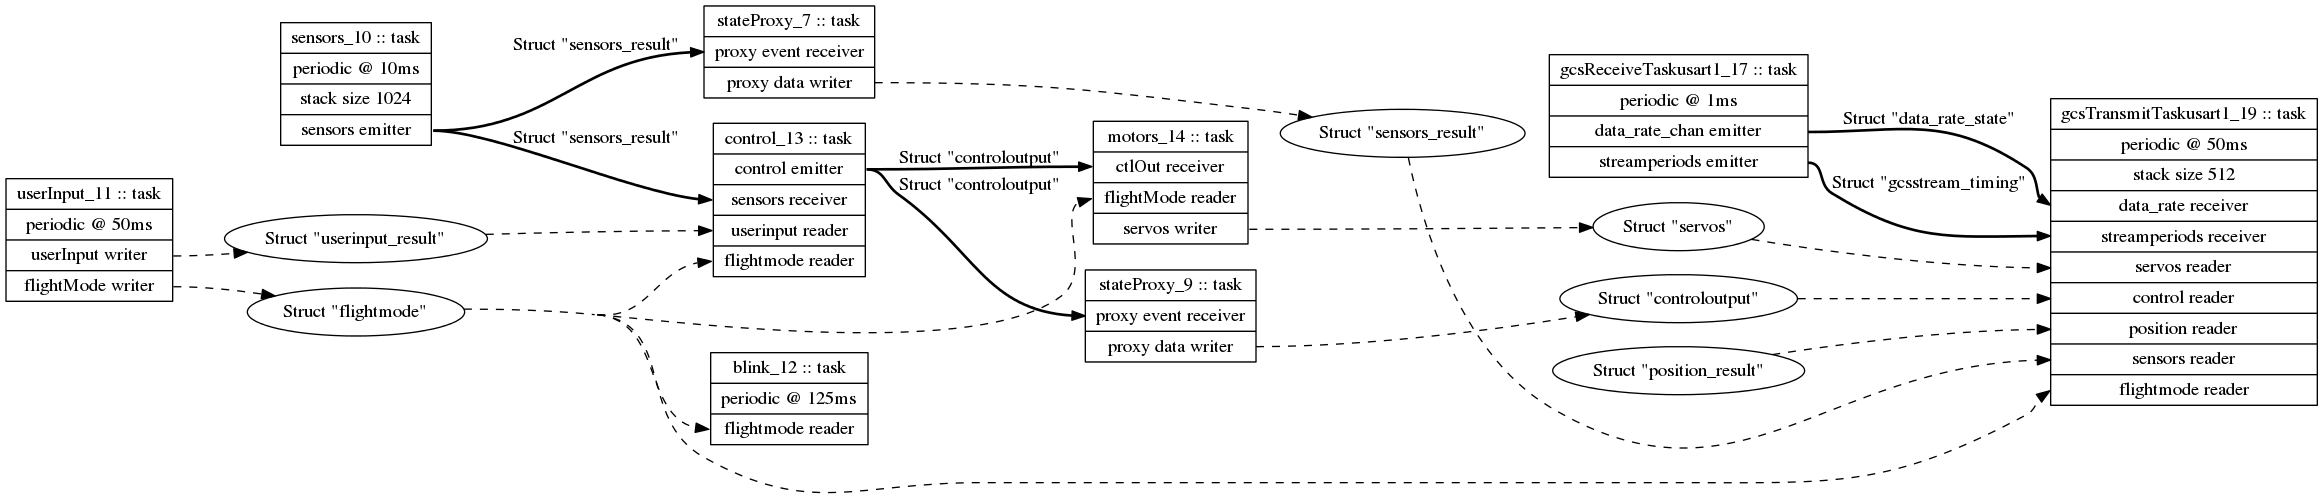 sensors_10 :: task
periodic @ 10ms
stack size 1024
sensors emitter
userInput_11 :: task
periodic @ 50ms
userInput writer
flightMode writer
Struct "userinput_result"
Struct "flightmode"
Struct "sensors_result"
Struct "sensors_result"
stateProxy_7 :: task
proxy event receiver
proxy data writer
control_13 :: task
control emitter
sensors receiver
userinput reader
flightmode reader
blink_12 :: task
periodic @ 125ms
flightmode reader
Struct "controloutput"
Struct "controloutput"
motors_14 :: task
ctlOut receiver
flightMode reader
servos writer
stateProxy_9 :: task
proxy event receiver
proxy data writer
Struct "sensors_result"
gcsReceiveTaskusart1_17 :: task
periodic @ 1ms
data_rate_chan emitter
streamperiods emitter
Struct "servos"
Struct "controloutput"
Struct "position_result"
Struct "data_rate_state"
Struct "gcsstream_timing"
gcsTransmitTaskusart1_19 :: task
periodic @ 50ms
stack size 512
data_rate receiver
streamperiods receiver
servos reader
control reader
position reader
sensors reader
flightmode reader